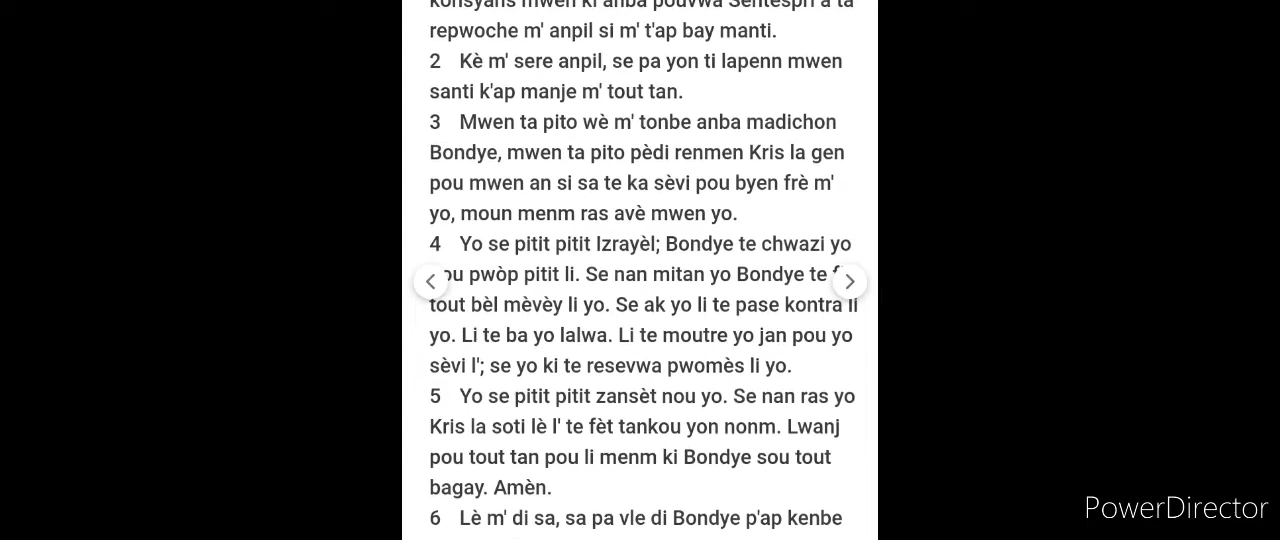 konsyans mwen ki anba pouvwa Sentespri a ta
repwoche m' anpil si m' t'ap bay manti.
2 Kè m' sere anpil, se pa yon ti lapenn mwen
santi k'ap manje m' tout tan.
3 Mwen ta pito wè m' tonbe anba madichon
Bondye, mwen ta pito pèdi renmen Kris la gen
pou mwen an si sa te ka sèvi pou byen frè m'
yo, moun menm ras avè mwen yo.
4 Yo se pitit pitit Izrayèl; Bondye te chwazi yo
pwòp pitit li. Se nan mitan yo Bondye te
tout bèl mèvèy li yo. Se ak yo li te pase kontra li
yo. Li te ba yo lalwa. Li te moutre yo jan pou yo
sèvi l'; se yo ki te resevwa pwomès li yo.
5 Yo se pitit pitit zansèt nou yo. Se nan ras yo
Kris la soti lè l' te fèt tankou yon nonm. Lwanj
pou tout tan pou li menm ki Bondye sou tout
bagay. Amèn.
6 Lè m' di sa, sa pa vle di Bondye p'ap kenbe
PowerDirector